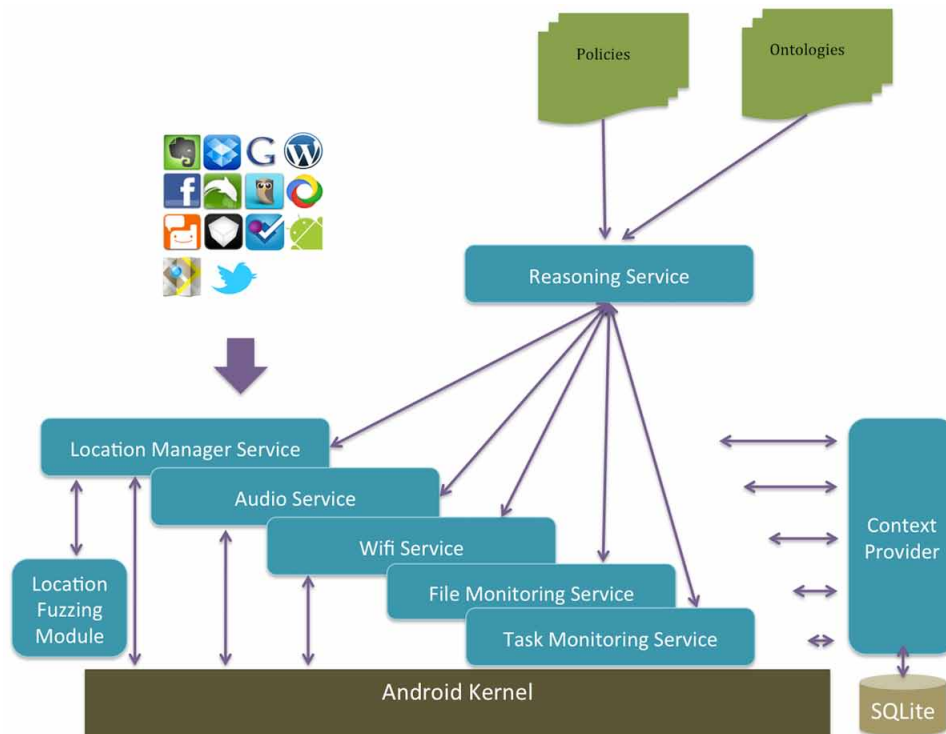 Policies
Ontologies
G
W
f
Reasoning Service
Location Manager Service
Audio Service
Wifi Service
File Monitoring Service
Task Monitoring Service
Location
Fuzzing
Module
Context
Provider
Android Kernel
SQLite